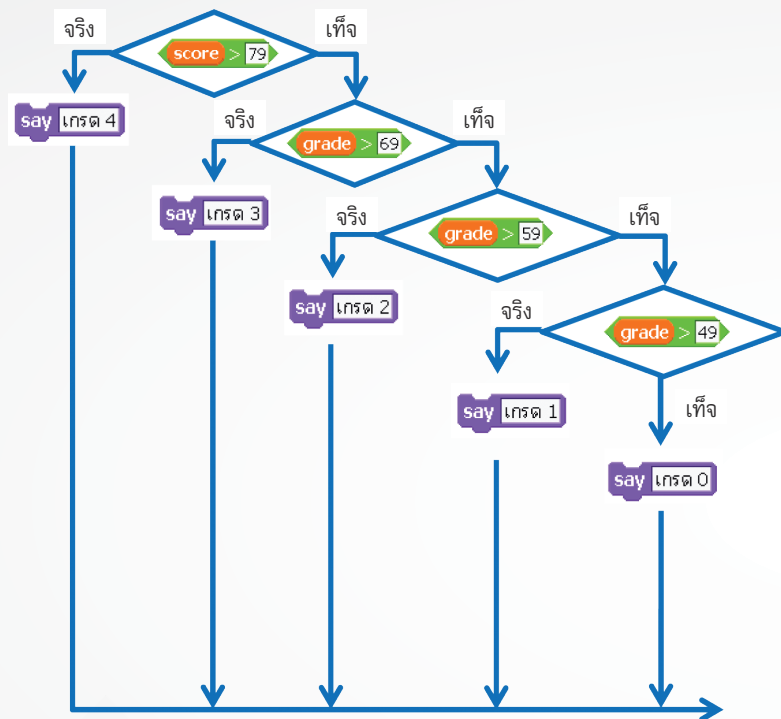 จริง
เท็จ
score > 79
say เกรด 4
จริง
เท็จ
grade > 69
say เกรด 3
จริง
เท็จ
grade > 59
say เกรด 2
จริง
grade > 49
say เกรด 1
เท็จ
say เกรด 0